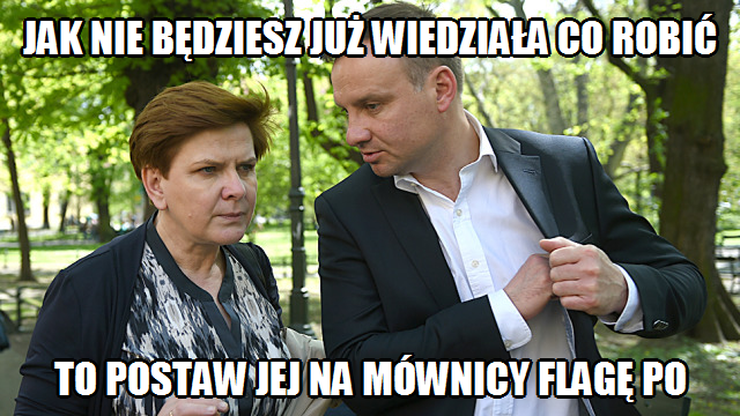 JAK NIE BĘDZIESZ JUŻ WIEDZIAŁA CO ROBIĆ
TO POSTAW JEJ NA MÓWNICY FLAGĘ PO